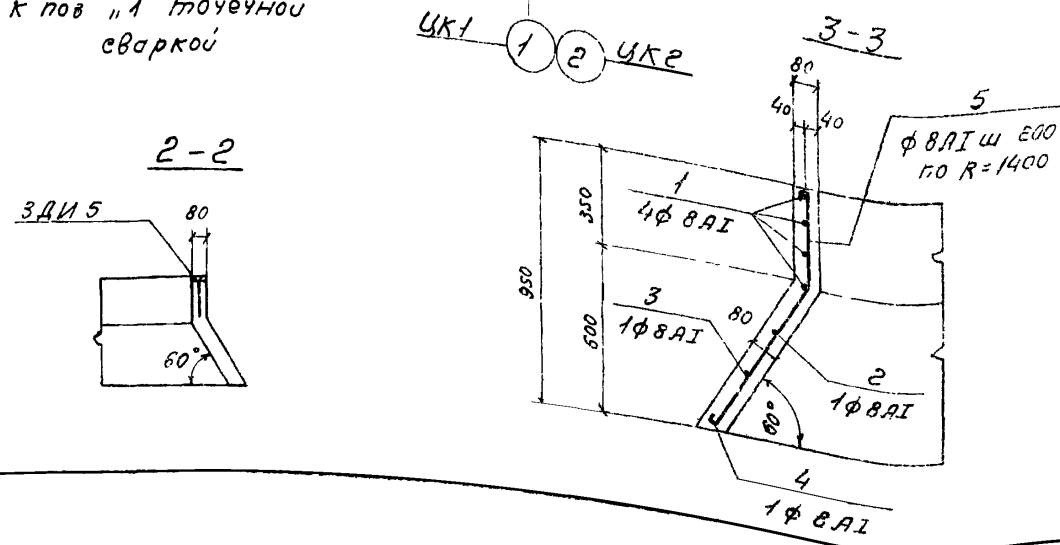 к поз „1 точечной
сваркой
ЦК1
1
2
ЦК2
3-3
80
40
40
5
ф 8АI ш 200
по R=1400
2-2
ЗДИ 5
80
60°
1
4ф 8АI
350
950
600
3
1ф 8АI
80
2
1ф 8АI
60°
4
1ф 8АI